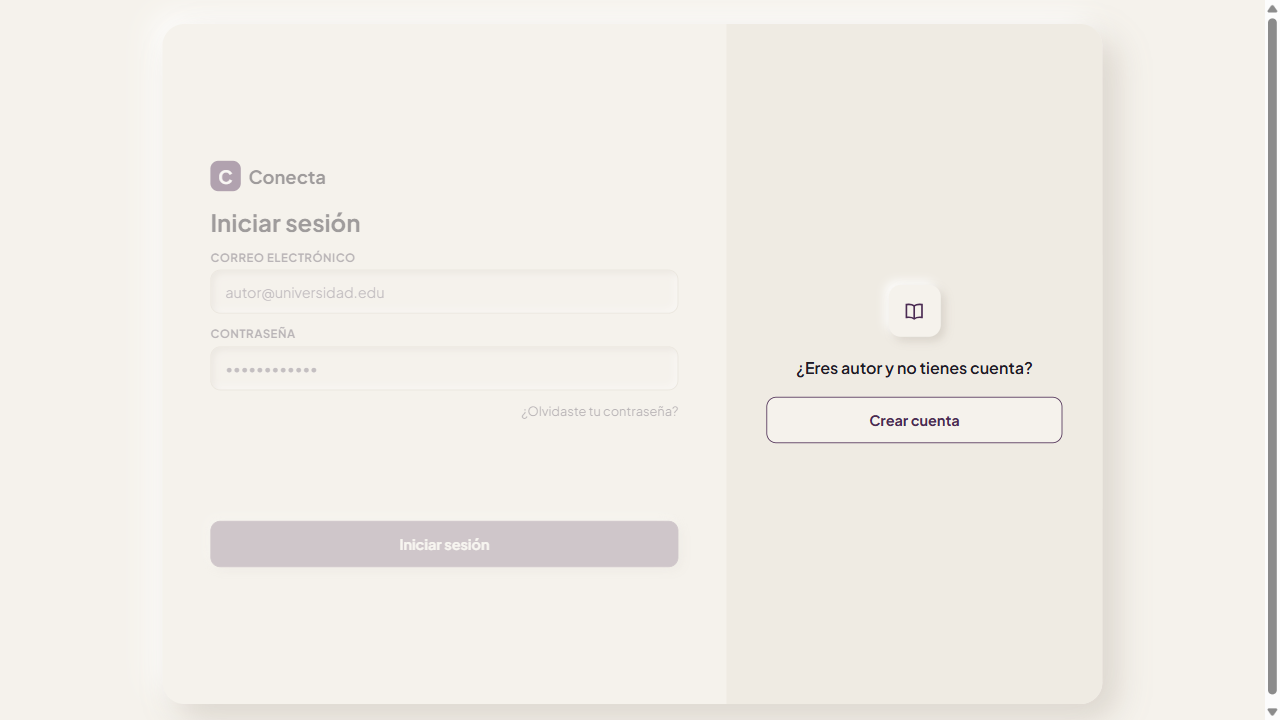 C Conecta
Iniciar sesión
CORREO ELECTRÓNICO
autor@universidad.edu
CONTRASEÑA
••••••••••••
¿Olvidaste tu contraseña?
Iniciar sesión
¿Eres autor y no tienes cuenta?
Crear cuenta